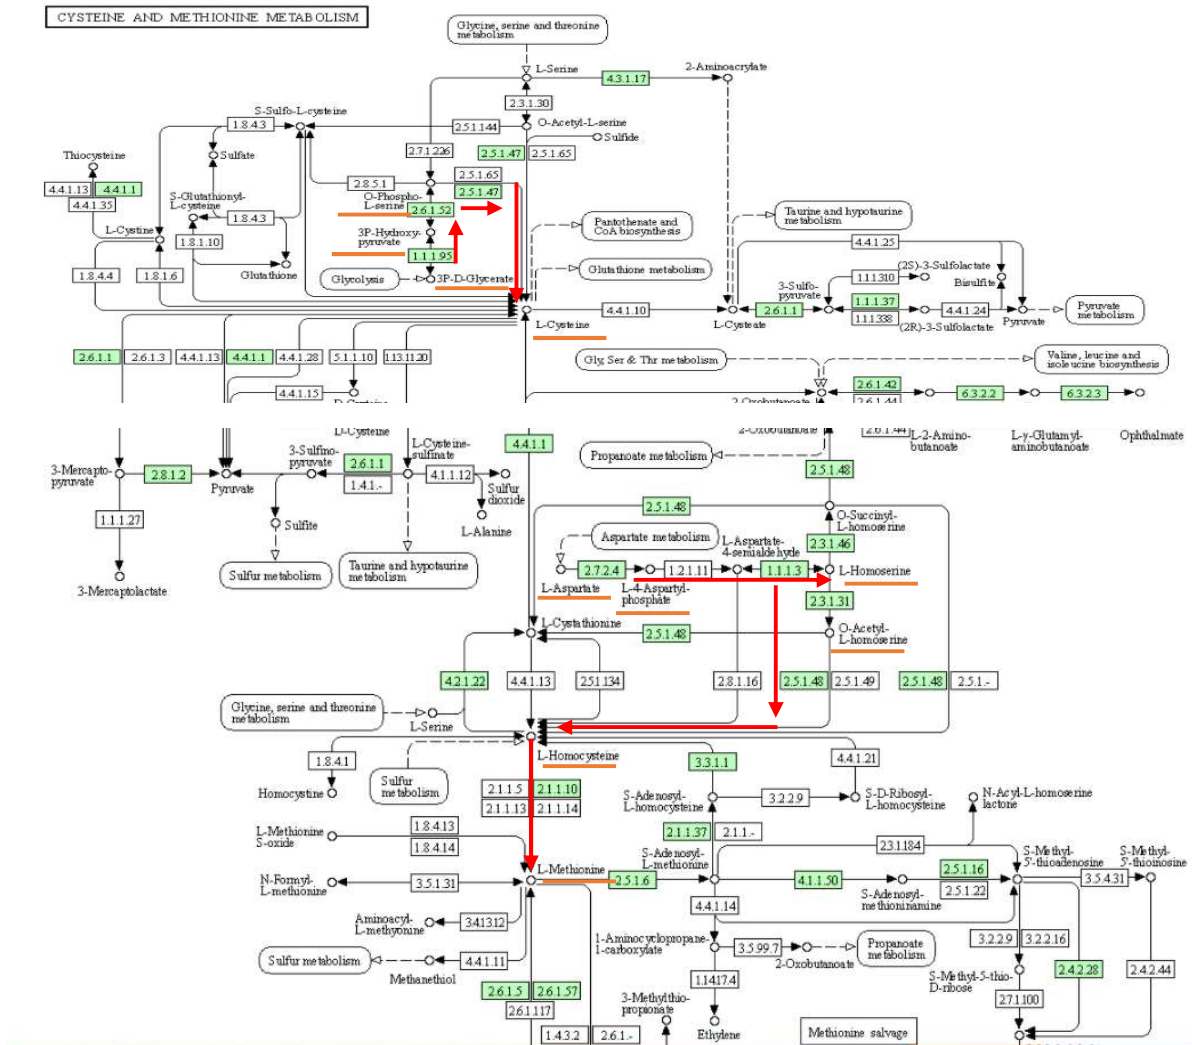 CYSTEINE AND METHIONINE METABOLISM
Glycine, serine and threonine
metabolism
L-Serine
4.3.1.17
2-Aminoacrylate
2.3.1.30
S-Sulfo-L-cysteine
1.8.4.3
2.5.1.144
O-Acetyl-L-serine
Sulfide
Thiocysteine
Sulfate
2.7.1.226
2.5.1.47
2.5.1.65
4.4.1.13
4.4.1.1
4.4.1.35
S-Glutathionyl-
L-cysteine
2.8.5.1
2.5.1.65
2.5.1.47
O-Phospho-
L-serine
2.6.1.52
1.8.4.3
L-Cystine
1.8.1.10
3P-Hydroxy-
pyruvate
1.1.1.95
Pantothenate and
CoA biosynthesis
Taurine and hypotaurine
metabolism
4.4.1.25
1.8.4.4
1.8.1.6
Glutathione
Glycolysis
3P-D-Glycerate
Glutathione metabolism
3-Sulfo-
pyruvate
1.1.1.310
(2S)-3-Sulfolactate
Bisulfite
L-Cysteine
4.4.1.10
L-Cysteate
2.6.1.1
1.1.1.37
1.1.1.338
4.4.1.24
(2R)-3-Sulfolactate
Pyruvate
Pyruvate
metabolism
2.6.1.1
2.6.1.3
4.4.1.13
4.4.1.1
4.4.1.28
5.1.1.10
1.13.11.20
Gly, Ser & Thr metabolism
Valine, leucine and
isoleucine biosynthesis
4.4.1.15
D-Cysteine
2-Oxobutanoate
2.6.1.42
2.6.1.44
6.3.2.2
6.3.2.3
D-Cysteine
L-Cysteine-
sulfinate
4.4.1.1
2-Oxobutanoate
2.6.1.44
L-2-Amino-
butanoate
L-γ-Glutamyl-
aminobutanoate
Ophthalmate
3-Mercapto-
pyruvate
2.8.1.2
Pyruvate
3-Sulfino-
pyruvate
2.6.1.1
1.4.1.-
4.1.1.12
Sulfur
dioxide
Propanoate metabolism
2.5.1.48
1.1.1.27
Sulfite
L-Alanine
2.5.1.48
O-Succinyl-
L-homoserine
Aspartate metabolism
L-Aspartate-
4-semialdehyde
2.3.1.46
3-Mercaptolactate
Sulfur metabolism
Taurine and hypotaurine
metabolism
2.7.2.4
1.2.1.11
1.1.1.3
L-Homoserine
L-Aspartate
L-4-Aspartyl-
phosphate
2.3.1.31
L-Cystathionine
2.5.1.48
O-Acetyl-
L-homoserine
4.2.1.22
4.4.1.13
2.5.1.134
2.8.1.16
2.5.1.48
2.5.1.49
2.5.1.48
2.5.1.-
Glycine, serine and threonine
metabolism
L-Serine
1.8.4.1
L-Homocysteine
3.3.1.1
4.4.1.21
Homocystine
Sulfur
metabolism
2.1.1.5
2.1.1.10
2.1.1.13
2.1.1.14
S-Adenosyl-
L-homocysteine
3.2.2.9
S-D-Ribosyl-
L-homocysteine
N-Acyl-L-homoserine
lactone
L-Methionine
S-oxide
1.8.4.13
1.8.4.14
2.1.1.37
2.1.1.-
2.3.1.184
S-Adenosyl-
L-methionine
S-Methyl-
5'-thioadenosine
S-Methyl-
5'-thioinosine
N-Formyl-
L-methionine
3.5.1.31
L-Methionine
2.5.1.6
4.1.1.50
S-Adenosyl-
methioninamine
2.5.1.16
2.5.1.22
3.5.4.31
Aminoacyl-
L-methyonine
3.4.13.12
4.4.1.14
1-Aminocyclopropane-
1-carboxylate
3.5.99.7
2-Oxobutanoate
Propanoate
metabolism
3.2.2.9
3.2.2.16
Sulfur metabolism
Methanethiol
4.4.1.11
S-Methyl-5-thio-
D-ribose
2.4.2.28
2.4.2.44
2.6.1.5
2.6.1.57
2.6.1.117
3-Methylthio-
propionate
1.14.17.4
2.7.1.100
1.4.3.2
2.6.1.-
Ethylene
Methionine salvage